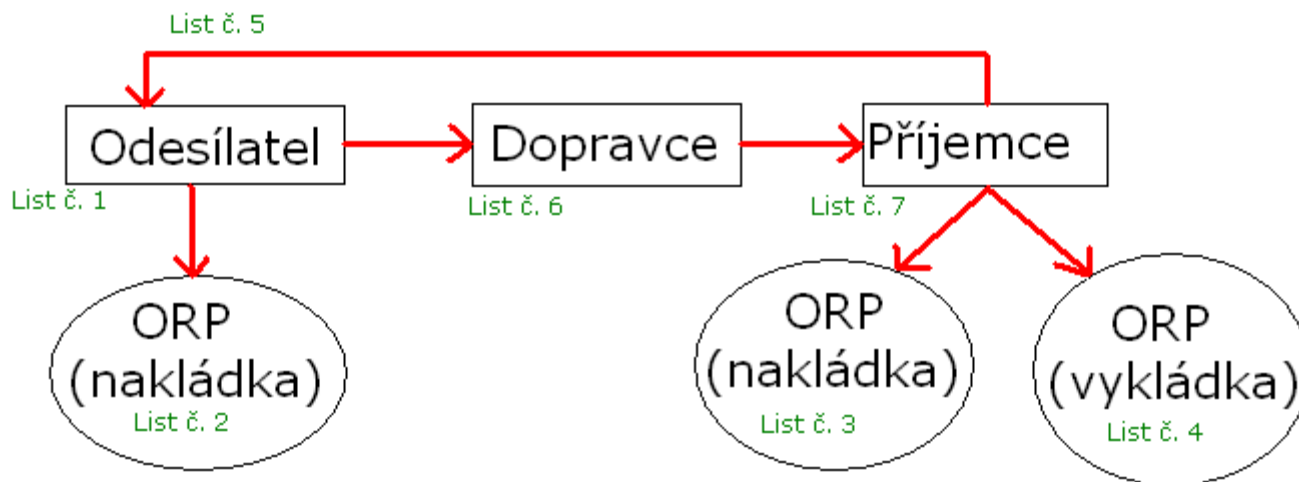 List č. 5
Odesílatel
Dopravce
Příjemce
List č. 1
List č. 6
List č. 7
ORP
(nakládka)
List č. 2
ORP
(nakládka)
List č. 3
ORP
(vykládka)
List č. 4